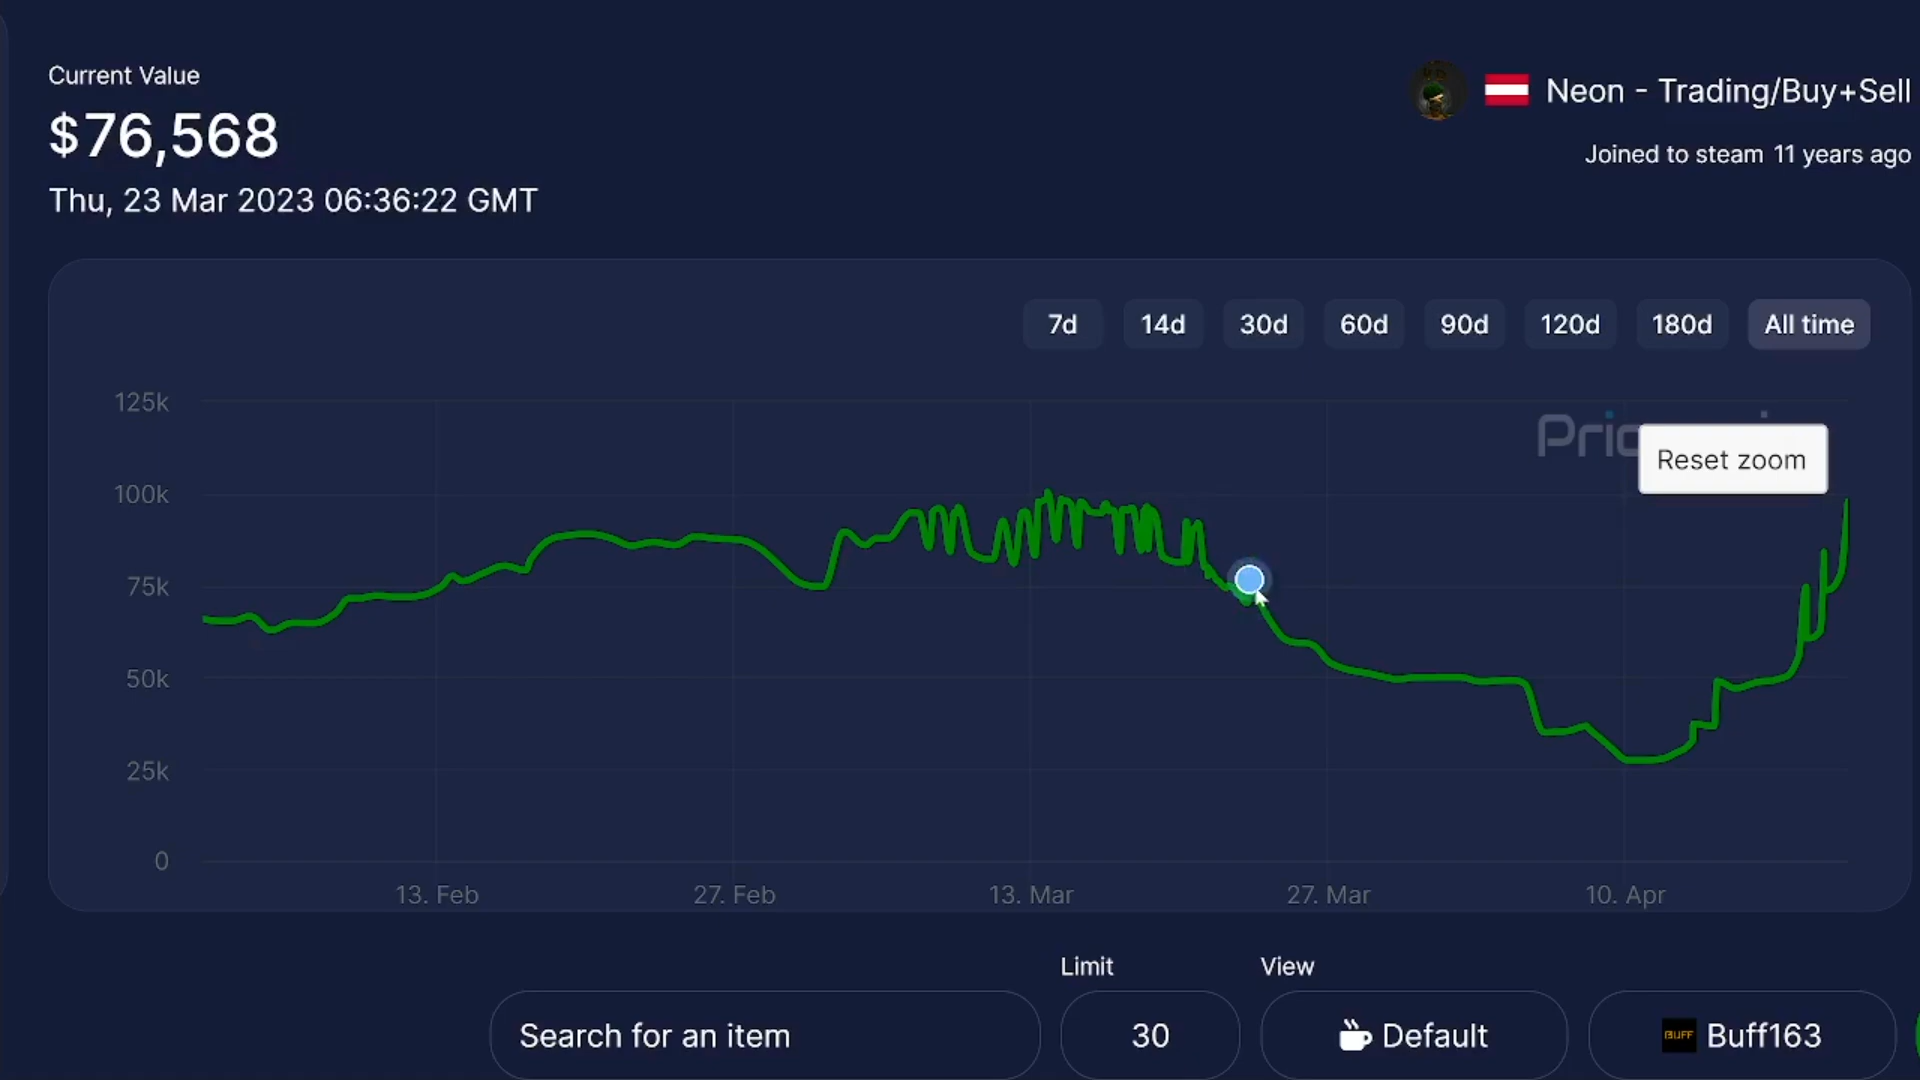 Current Value
$76,568
Thu, 23 Mar 2023 06:36:22 GMT
Neon - Trading/Buy+Sell
Joined to steam 11 years ago
7d 14d 30d 60d 90d 120d 180d All time
125k
100k
75k
50k
25k
0
Reset zoom
13. Feb 27. Feb 13. Mar 27. Mar 10. Apr
Limit View
Search for an item 30 Default BUFF Buff163